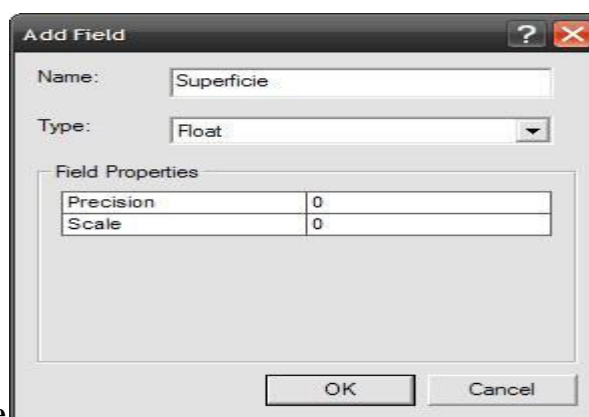 Add Field
?
Name: Superficie
Type: Float
Field Properties
Precision 0
Scale 0
OK Cancel
e